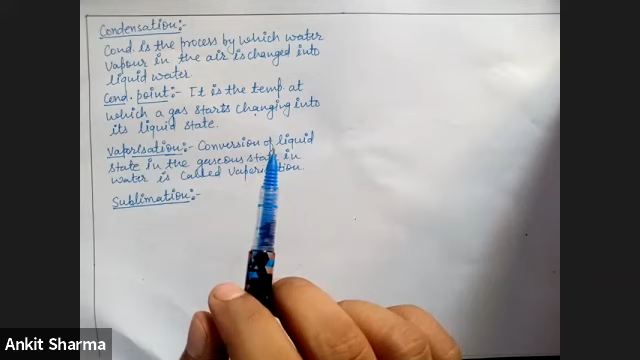 Condensation:-
Cond. is the process by which water
Vapour in the air is changed into
liquid water.
Cond. point:- It is the temp. at
which a gas starts changing into
its liquid state.
Vaporisation:- Conversion of liquid
state in the gaseous state in
water is called vaporisation.
Sublimation:-
Ankit Sharma